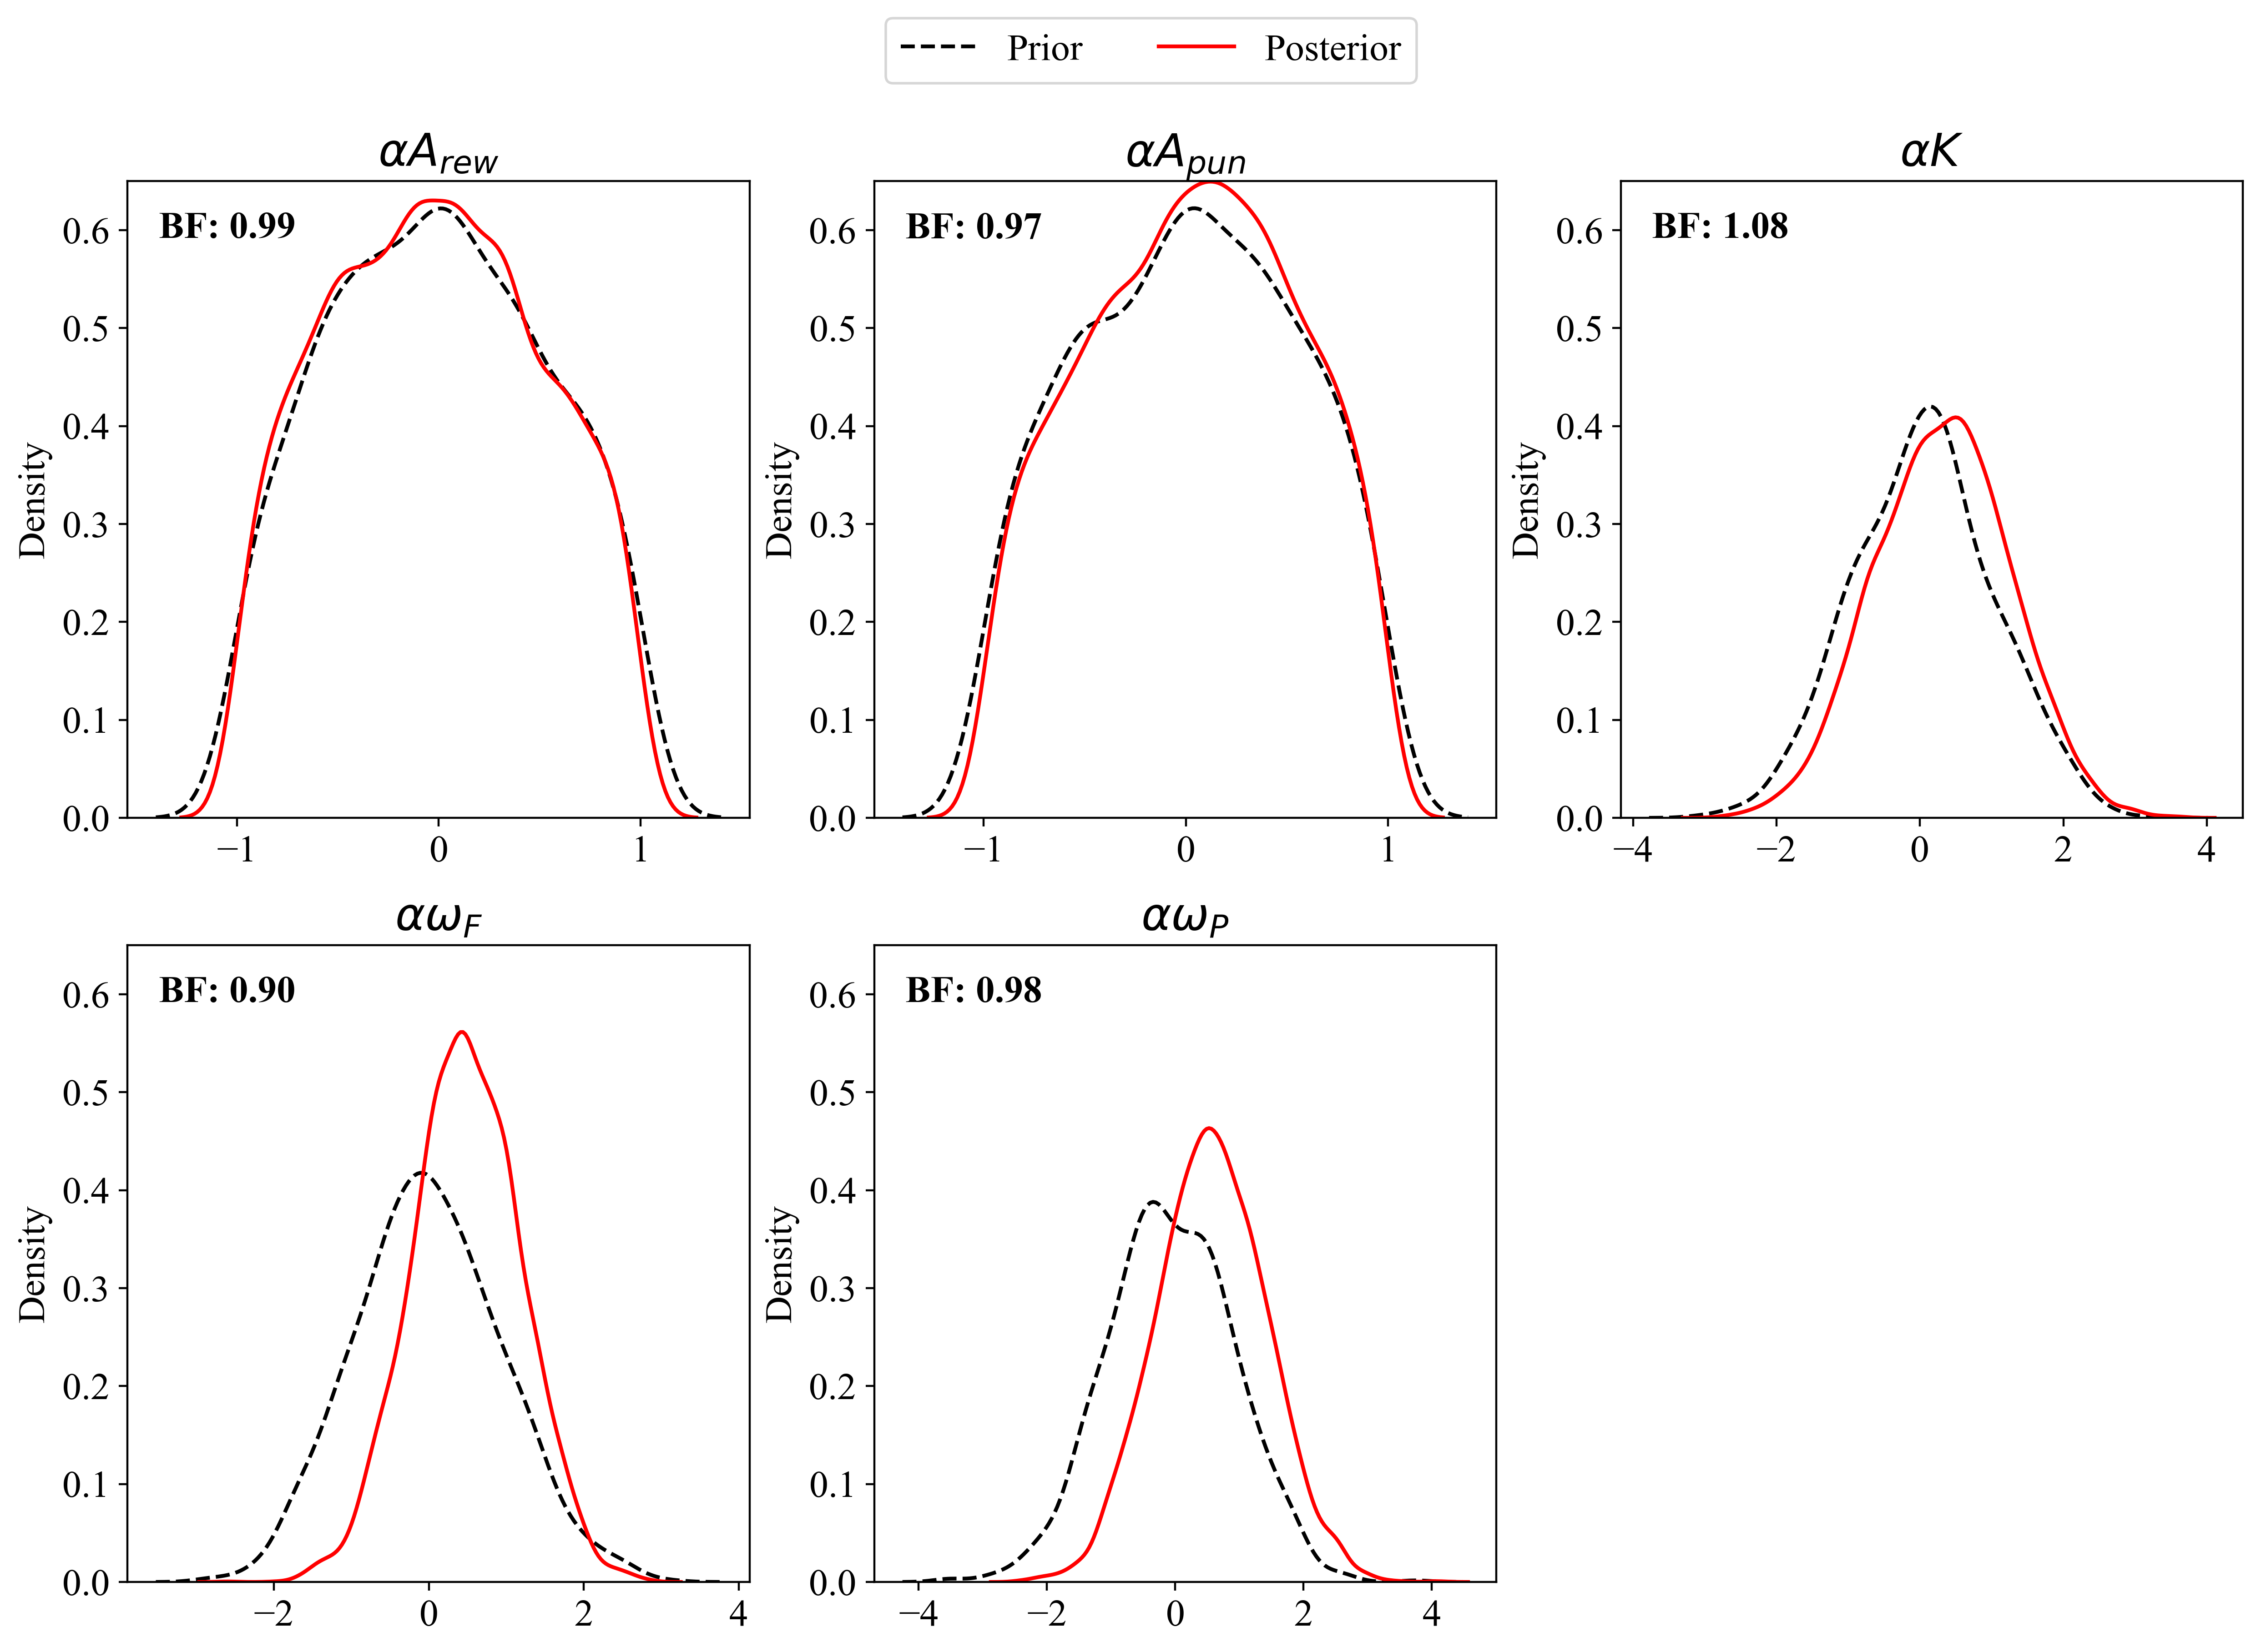 Prior Posterior
αA_rew αA_pun αK
BF: 0.99 BF: 0.97 BF: 1.08
Density Density Density
0.6 0.6 0.6
0.5 0.5 0.5
0.4 0.4 0.4
0.3 0.3 0.3
0.2 0.2 0.2
0.1 0.1 0.1
0.0 0.0 0.0
−1 0 1 −1 0 1 −4 −2 0 2 4
αω_F αω_P
BF: 0.90 BF: 0.98
Density Density
0.6 0.6
0.5 0.5
0.4 0.4
0.3 0.3
0.2 0.2
0.1 0.1
0.0 0.0
−2 0 2 4 −4 −2 0 2 4